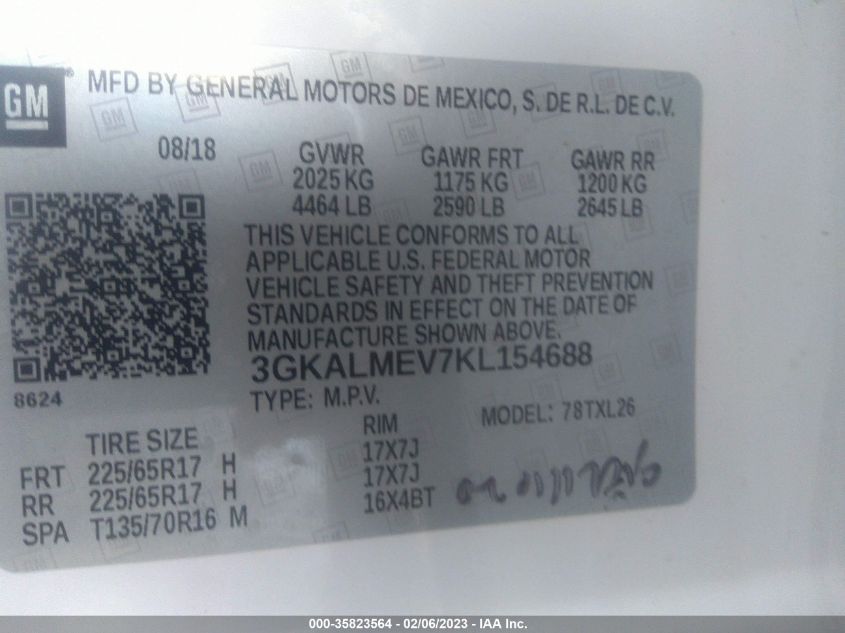 GM
MFD BY GENERAL MOTORS DE MEXICO, S. DE R.L. DE C.V.
08/18 GVWR GAWR FRT GAWR RR
2025 KG 1175 KG 1200 KG
4464 LB 2590 LB 2645 LB
THIS VEHICLE CONFORMS TO ALL
APPLICABLE U.S. FEDERAL MOTOR
VEHICLE SAFETY AND THEFT PREVENTION
STANDARDS IN EFFECT ON THE DATE OF
MANUFACTURE SHOWN ABOVE.
3GKALMEV7KL154688
8624
TYPE: M.P.V. MODEL: 78TXL26
TIRE SIZE RIM
FRT 225/65R17 H 17X7J
RR 225/65R17 H 17X7J
SPA T135/70R16 M 16X4BT
000-35823564 - 02/06/2023 - IAA Inc.